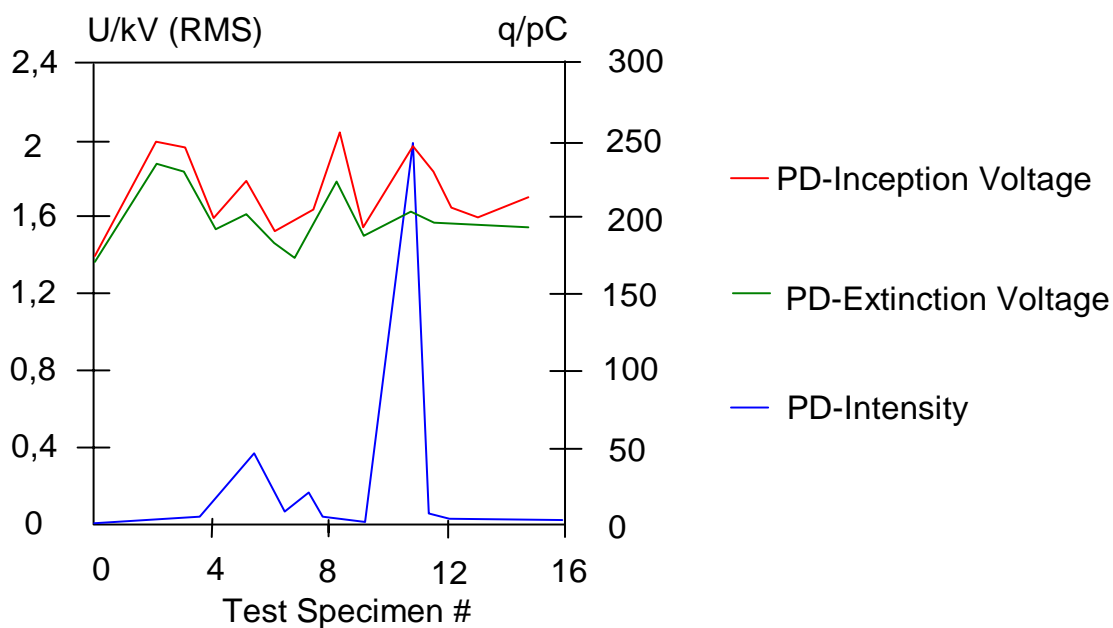 U/kV (RMS)
q/pC
2,4
2
1,6
1,2
0,8
0,4
0
300
250
200
150
100
50
0
0 4 8 12 16
Test Specimen #
PD-Inception Voltage
PD-Extinction Voltage
PD-Intensity